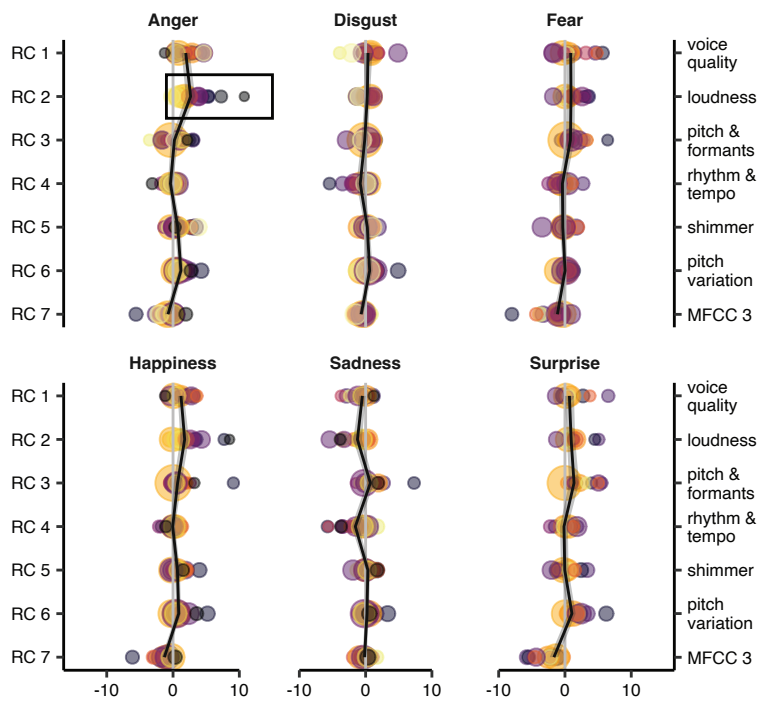 Anger Disgust Fear
RC 1 voice
quality
RC 2 loudness
RC 3 pitch &
formants
RC 4 rhythm &
tempo
RC 5 shimmer
RC 6 pitch
variation
RC 7 MFCC 3
Happiness Sadness Surprise
RC 1 voice
quality
RC 2 loudness
RC 3 pitch &
formants
RC 4 rhythm &
tempo
RC 5 shimmer
RC 6 pitch
variation
RC 7 MFCC 3
-10 0 10 -10 0 10 -10 0 10